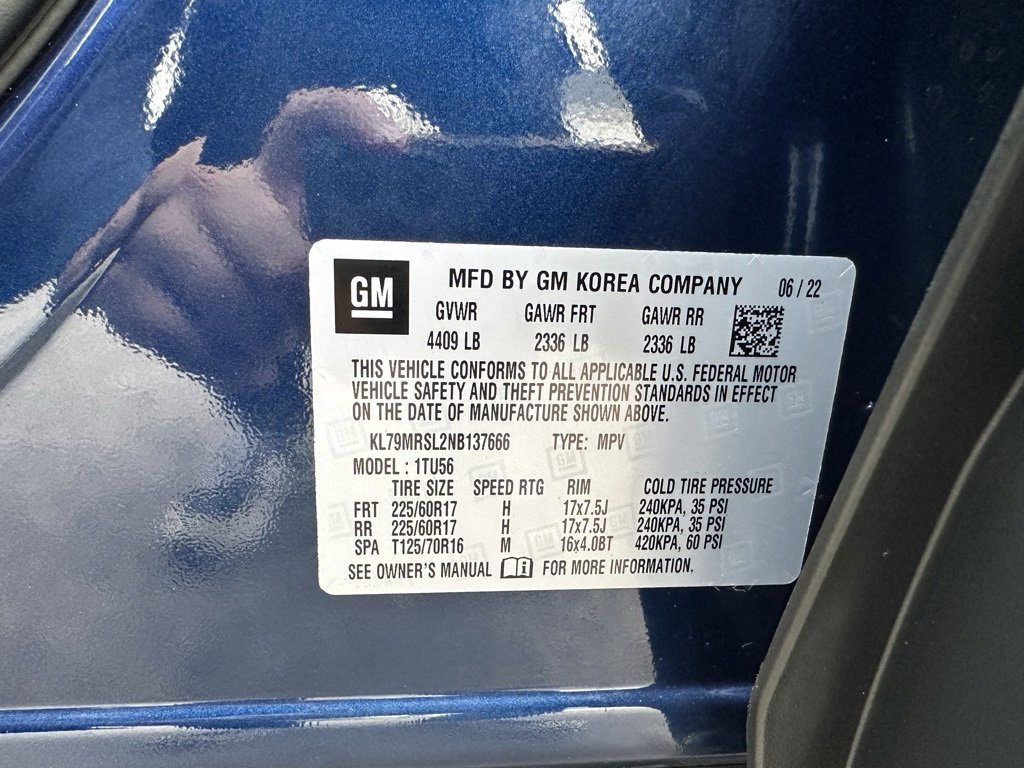 GM
MFD BY GM KOREA COMPANY 06 / 22
GVWR GAWR FRT GAWR RR
4409 LB 2336 LB 2336 LB
THIS VEHICLE CONFORMS TO ALL APPLICABLE U.S. FEDERAL MOTOR
VEHICLE SAFETY AND THEFT PREVENTION STANDARDS IN EFFECT
ON THE DATE OF MANUFACTURE SHOWN ABOVE.
KL79MRSL2NB137666 TYPE: MPV
MODEL : 1TU56
TIRE SIZE SPEED RTG RIM COLD TIRE PRESSURE
FRT 225/60R17 H 17x7.5J 240KPA, 35 PSI
RR 225/60R17 H 17x7.5J 240KPA, 35 PSI
SPA T125/70R16 M 16x4.0BT 420KPA, 60 PSI
SEE OWNER'S MANUAL FOR MORE INFORMATION.